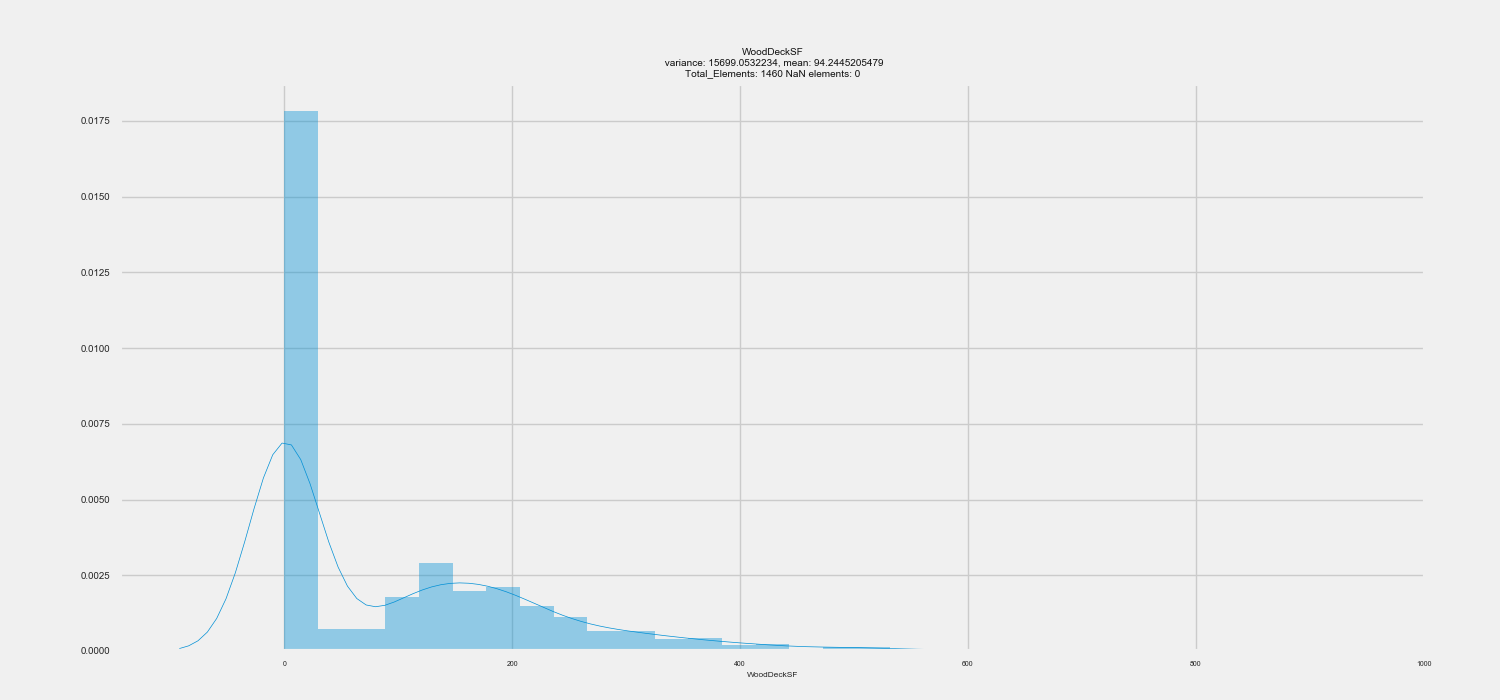 WoodDeckSF
variance: 15699.0532234, mean: 94.2445205479
Total_Elements: 1460 NaN elements: 0
0.0175
0.0150
0.0125
0.0100
0.0075
0.0050
0.0025
0.0000
0 200 400 600 800 1000
WoodDeckSF